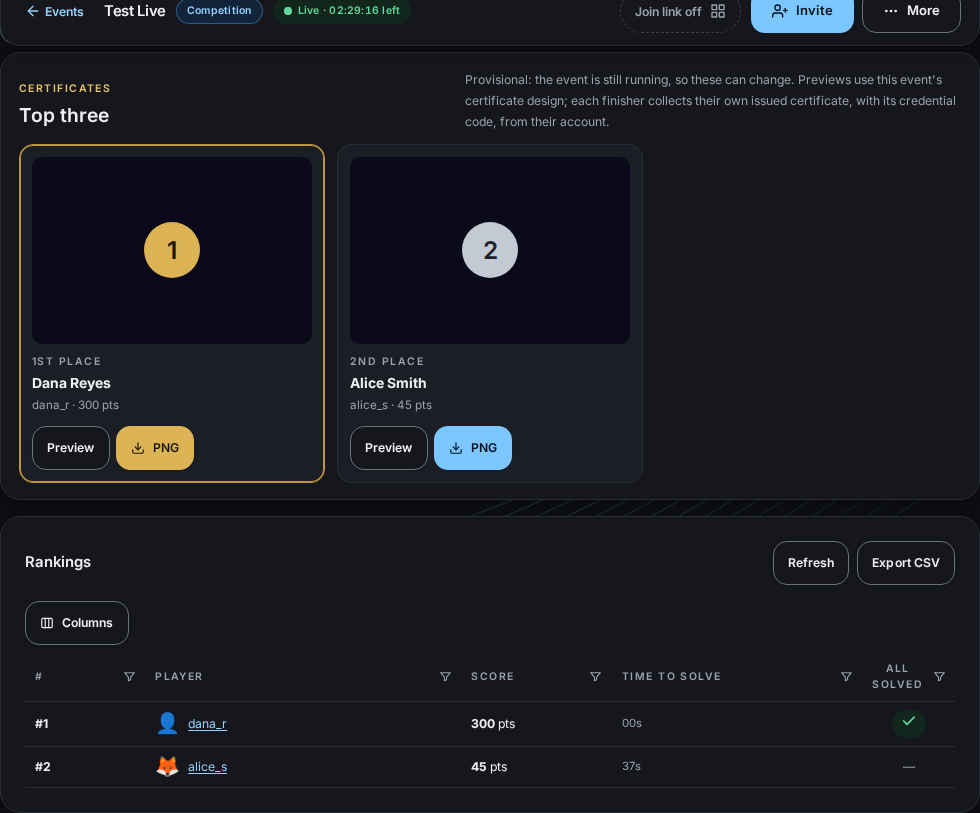 Events
Test Live
Competition
Live · 02:29:16 left
Join link off
Invite
More
CERTIFICATES
Top three
Provisional: the event is still running, so these can change. Previews use this event's
certificate design; each finisher collects their own issued certificate, with its credential
code, from their account.
1
2
1ST PLACE
Dana Reyes
dana_r · 300 pts
Preview
PNG
2ND PLACE
Alice Smith
alice_s · 45 pts
Preview
PNG
Rankings
Refresh
Export CSV
Columns
#
PLAYER
SCORE
TIME TO SOLVE
ALL
SOLVED
#1
dana_r
300 pts
00s
#2
alice_s
45 pts
37s
—